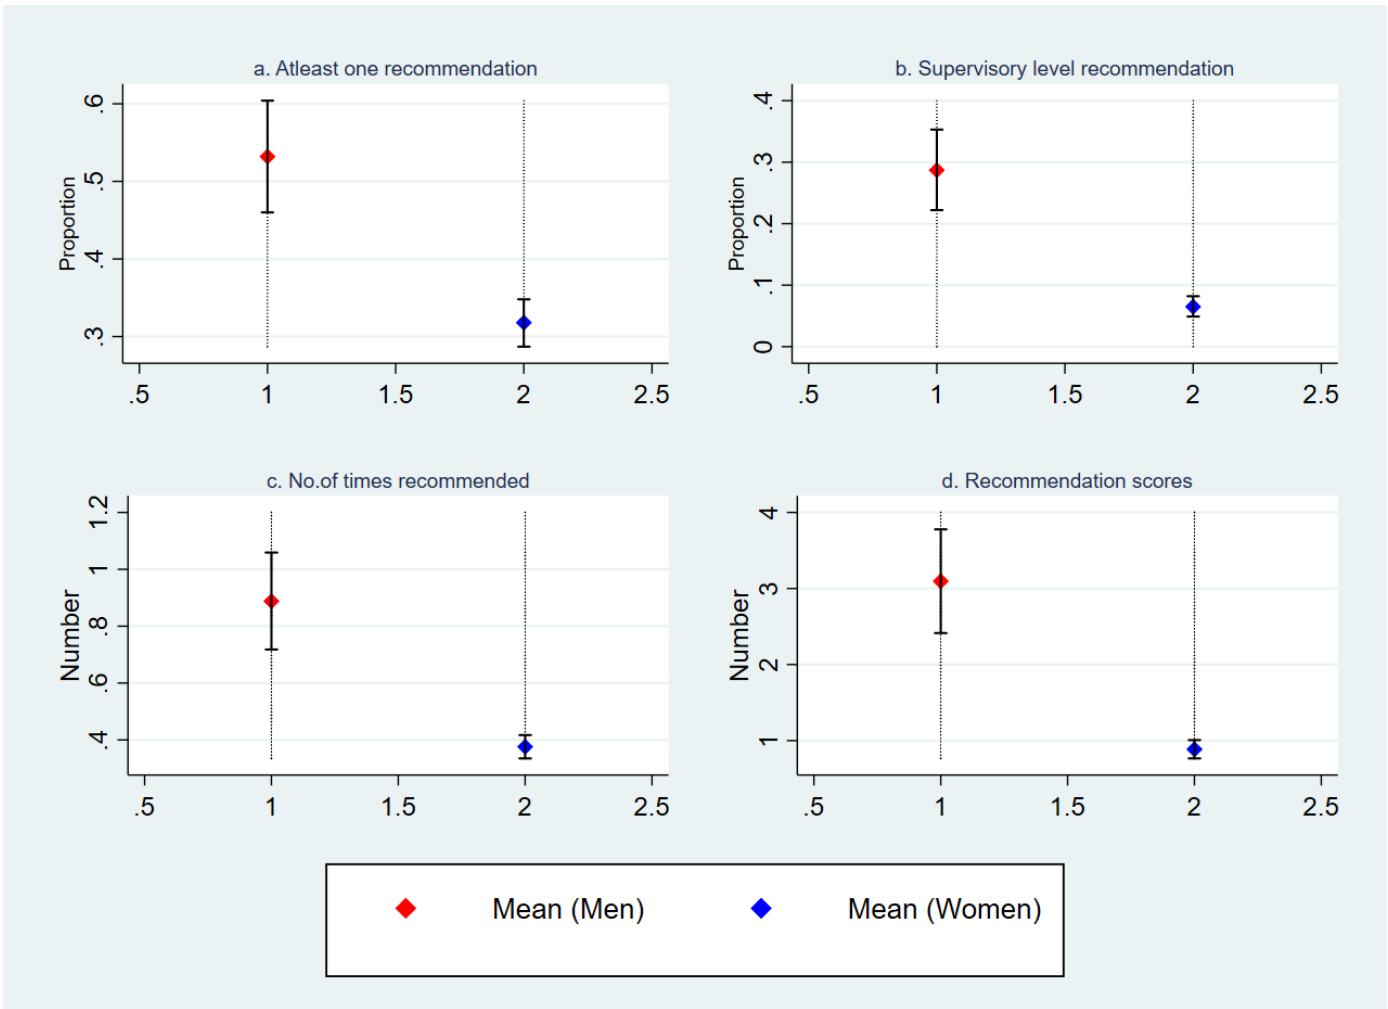 a. Atleast one recommendation
Proportion
.6
.5
.4
.3
.5 1 1.5 2 2.5
b. Supervisory level recommendation
Proportion
.4
.3
.2
.1
0
.5 1 1.5 2 2.5
c. No.of times recommended
Number
1.2
1
.8
.6
.4
.5 1 1.5 2 2.5
d. Recommendation scores
Number
4
3
2
1
.5 1 1.5 2 2.5
Mean (Men) Mean (Women)